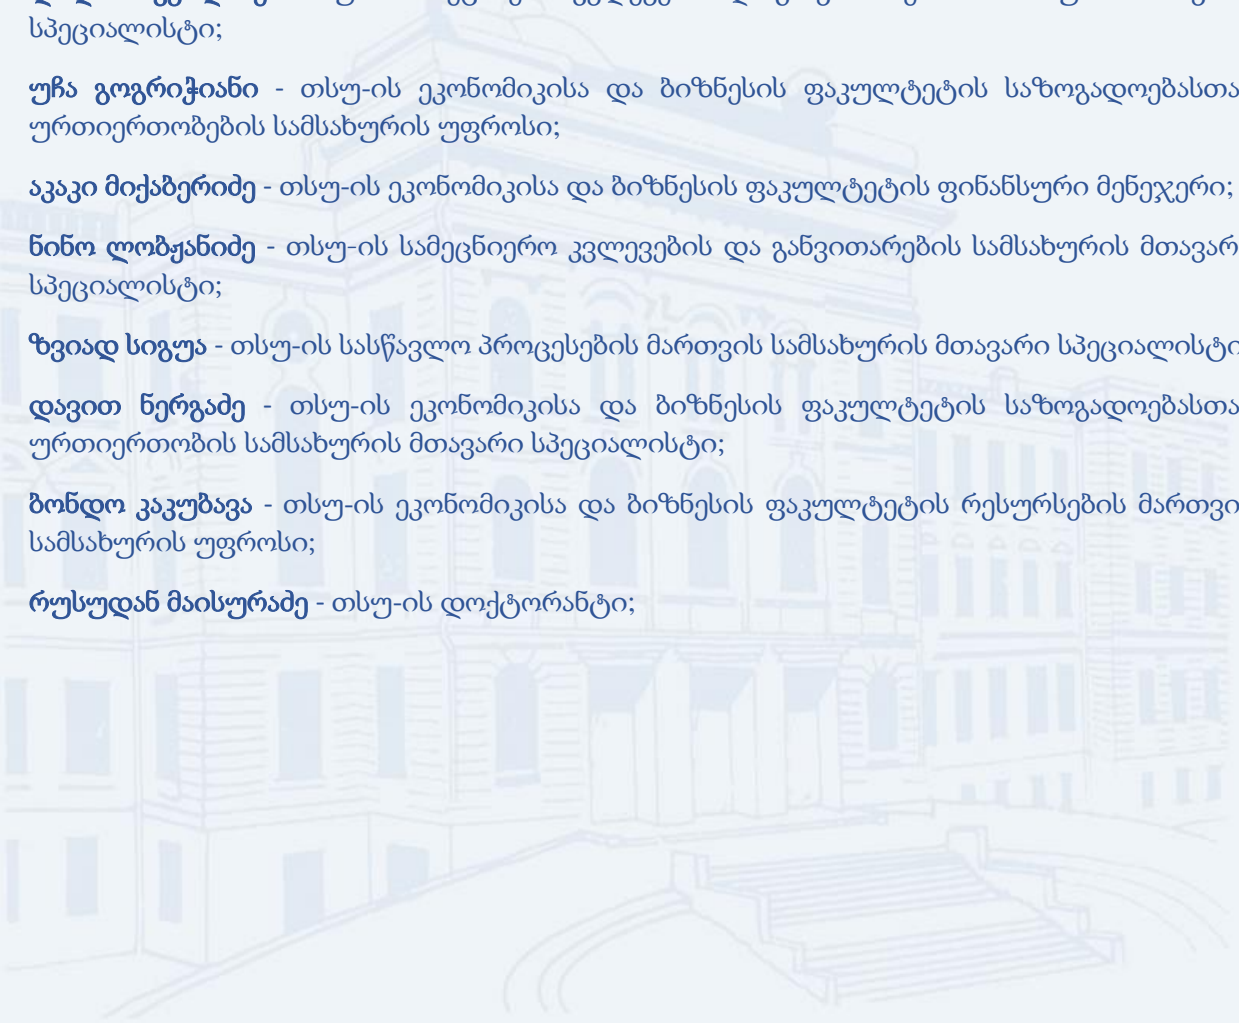 სპეციალისტი;
უჩა გოგრიჭიანი - თსუ-ის ეკონომიკისა და ბიზნესის ფაკულტეტის საზოგადოებასთა
ურთიერთობების სამსახურის უფროსი;
აკაკი მიქაბერიძე - თსუ-ის ეკონომიკისა და ბიზნესის ფაკულტეტის ფინანსური მენეჯერი;
ნინო ლობჟანიძე - თსუ-ის სამეცნიერო კვლევების და განვითარების სამსახურის მთავარ
სპეციალისტი;
ზვიად სიგუა - თსუ-ის სასწავლო პროცესების მართვის სამსახურის მთავარი სპეციალისტი
დავით ნერგაძე - თსუ-ის ეკონომიკისა და ბიზნესის ფაკულტეტის საზოგადოებასთა
ურთიერთობის სამსახურის მთავარი სპეციალისტი;
ბონდო კაკუბავა - თსუ-ის ეკონომიკისა და ბიზნესის ფაკულტეტის რესურსების მართვი
სამსახურის უფროსი;
რუსუდან მაისურაძე - თსუ-ის დოქტორანტი;